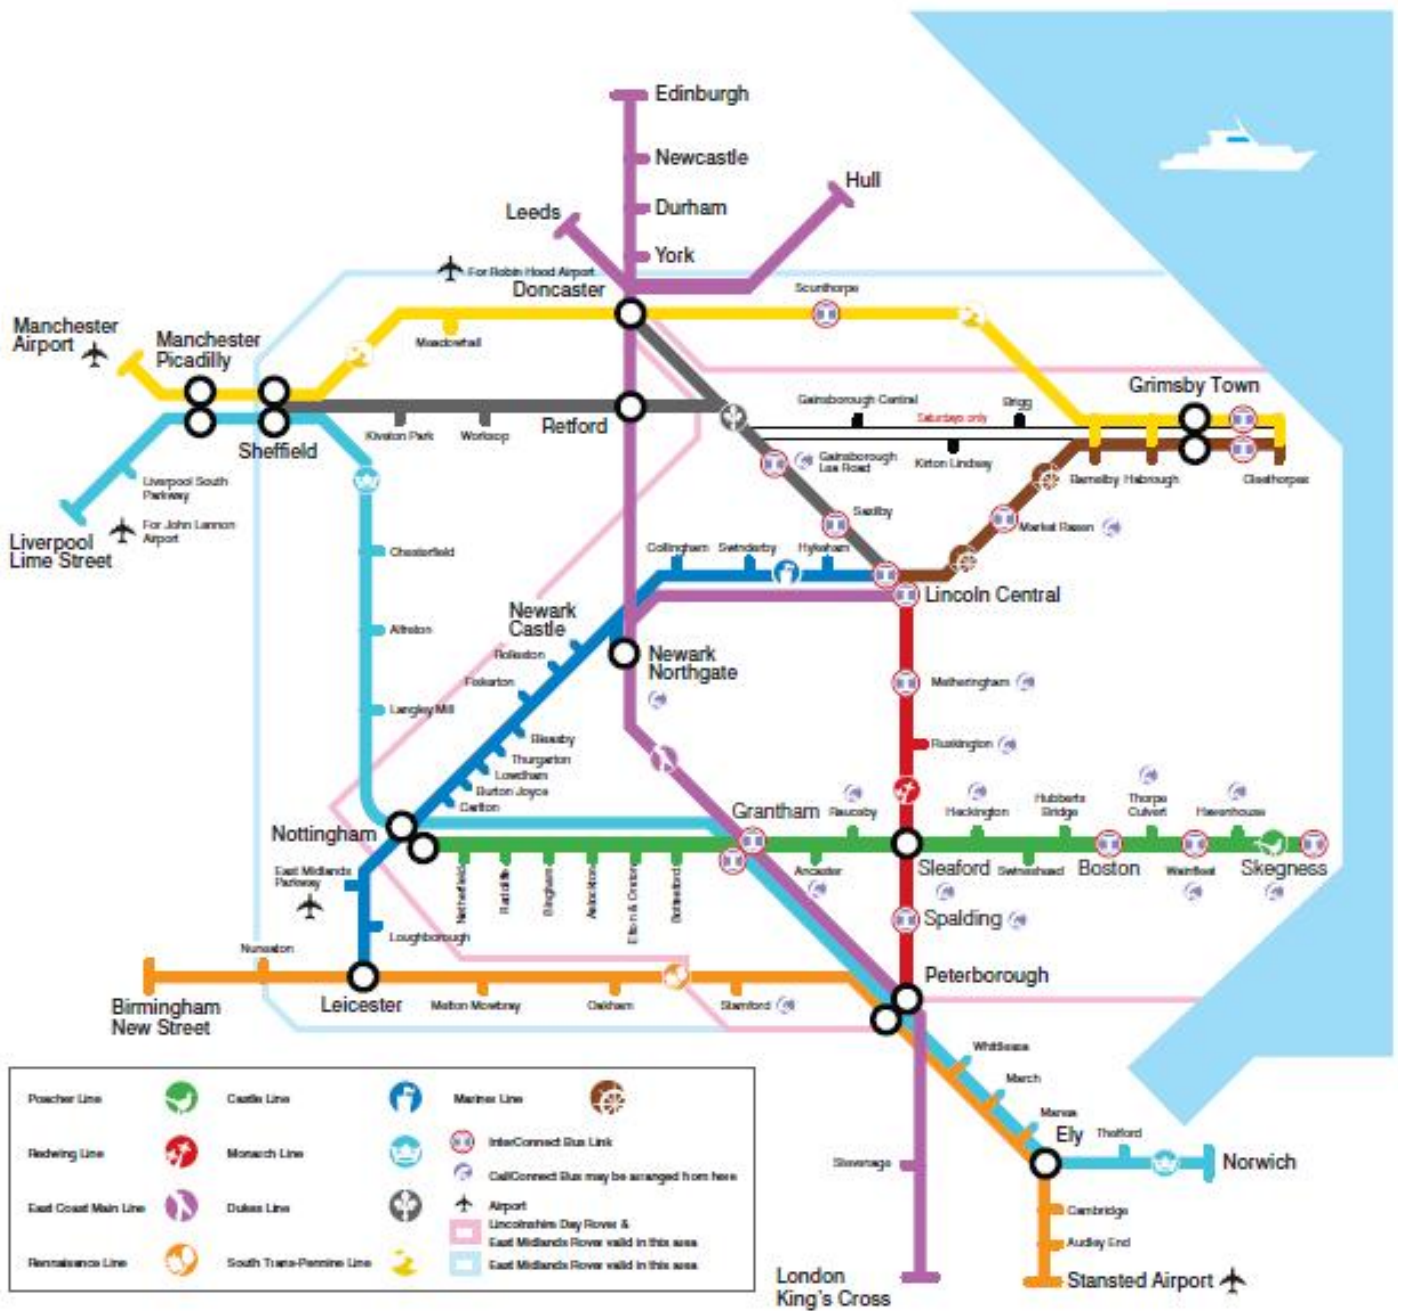 Edinburgh
Newcastle
Durham
York
Leeds
Hull
For Robin Hood Airport
Doncaster
Scunthorpe
Manchester
Airport
Manchester
Picadilly
Meadowhall
Grimsby Town
Gainsborough Central
Saturdays only
Brigg
Retford
Kiveton Park
Worksop
Sheffield
Gainsborough
Lea Road
Kirton Lindsey
Barnetby
Habrough
Cleethorpes
Liverpool South
Parkway
Saxilby
Market Rasen
For John Lennon
Airport
Liverpool
Lime Street
Chesterfield
Collingham
Swinderby
Hykeham
Lincoln Central
Newark
Castle
Alfreton
Rolleston
Newark
Northgate
Fiskerton
Metheringham
Langley Mill
Bleasby
Ruskington
Thurgarton
Lowdham
Burton Joyce
Carlton
Grantham
Rauceby
Heckington
Hubberts
Bridge
Thorpe
Culvert
Havenhouse
Nottingham
East Midlands
Parkway
Ancaster
Sleaford
Swineshead
Boston
Wainfleet
Skegness
Netherfield
Radcliffe
Bingham
Aslockton
Elton & Orston
Bottesford
Spalding
Loughborough
Nuneaton
Peterborough
Birmingham
New Street
Leicester
Melton Mowbray
Oakham
Stamford
Whittlesea
March
Manea
Ely
Thetford
Norwich
Stevenage
Cambridge
Audley End
Stansted Airport
London
King's Cross
Poacher Line
Castle Line
Mariner Line
Redwing Line
Monarch Line
InterConnect Bus Link
CallConnect Bus may be arranged from here
East Coast Main Line
Dukes Line
Airport
Lincolnshire Day Rover &
East Midlands Rover valid in this area
Rennaisance Line
South Trans-Pennine Line
East Midlands Rover valid in this area